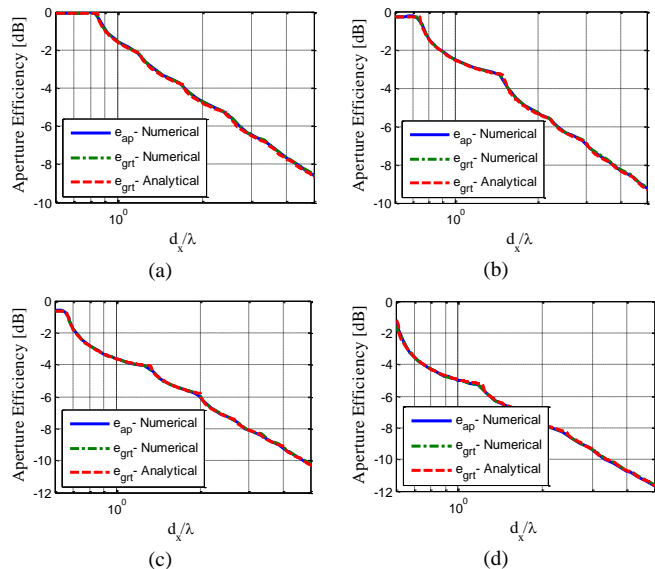 0
-2
-4
-6
-8
-10
Aperture Efficiency [dB]
e_ap- Numerical
e_grt- Numerical
e_grt- Analytical
10^0
d_x/λ
(a)
0
-2
-4
-6
-8
-10
Aperture Efficiency [dB]
e_ap- Numerical
e_grt- Numerical
e_grt- Analytical
10^0
d_x/λ
(b)
0
-2
-4
-6
-8
-10
-12
Aperture Efficiency [dB]
e_ap- Numerical
e_grt- Numerical
e_grt- Analytical
10^0
d_x/λ
(c)
0
-2
-4
-6
-8
-10
-12
Aperture Efficiency [dB]
e_ap- Numerical
e_grt- Numerical
e_grt- Analytical
10^0
d_x/λ
(d)